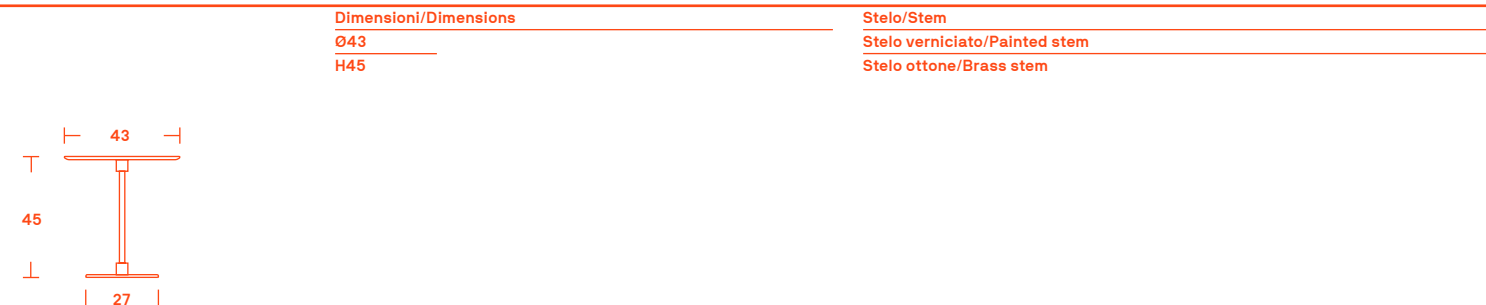 Dimensioni/Dimensions
Stelo/Stem
Ø43
Stelo verniciato/Painted stem
H45
Stelo ottone/Brass stem
43
45
27